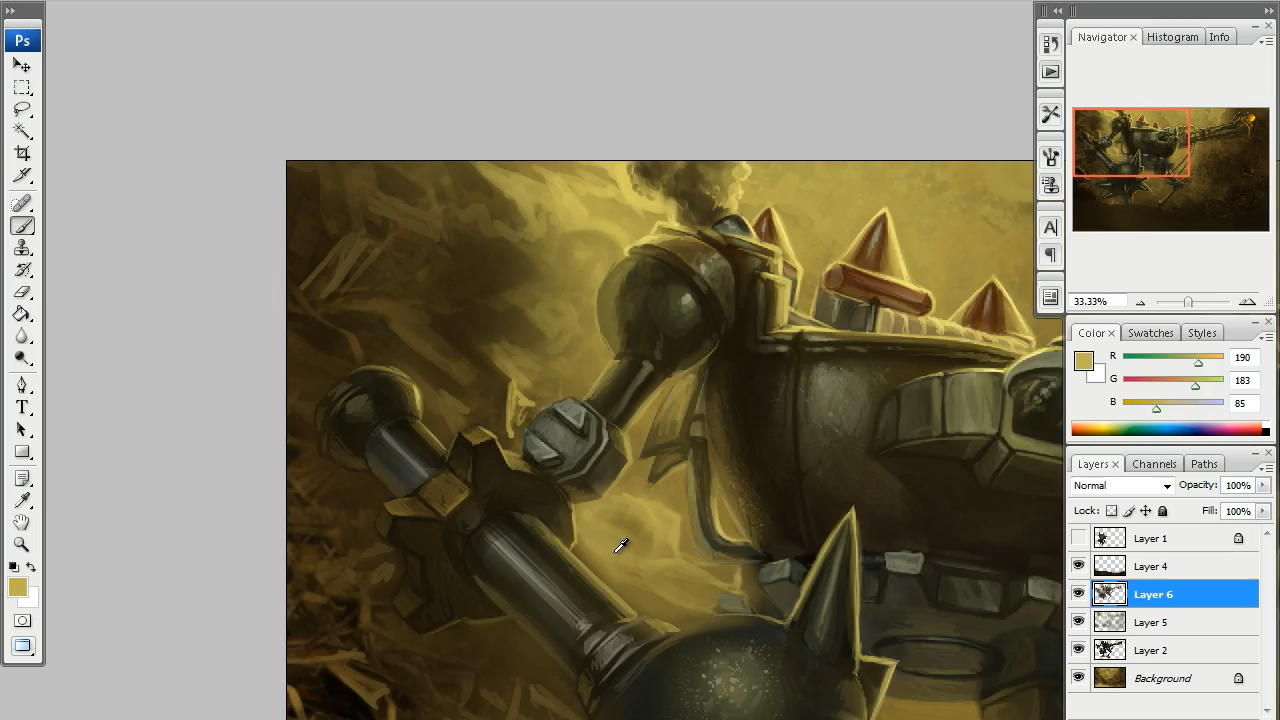 Ps
Navigator Histogram Info
33.33%
Color Swatches Styles
R 190
G 183
B 85
Layers Channels Paths
Normal Opacity: 100%
Lock: Fill: 100%
Layer 1
Layer 4
Layer 6
Layer 5
Layer 2
Background
T
A